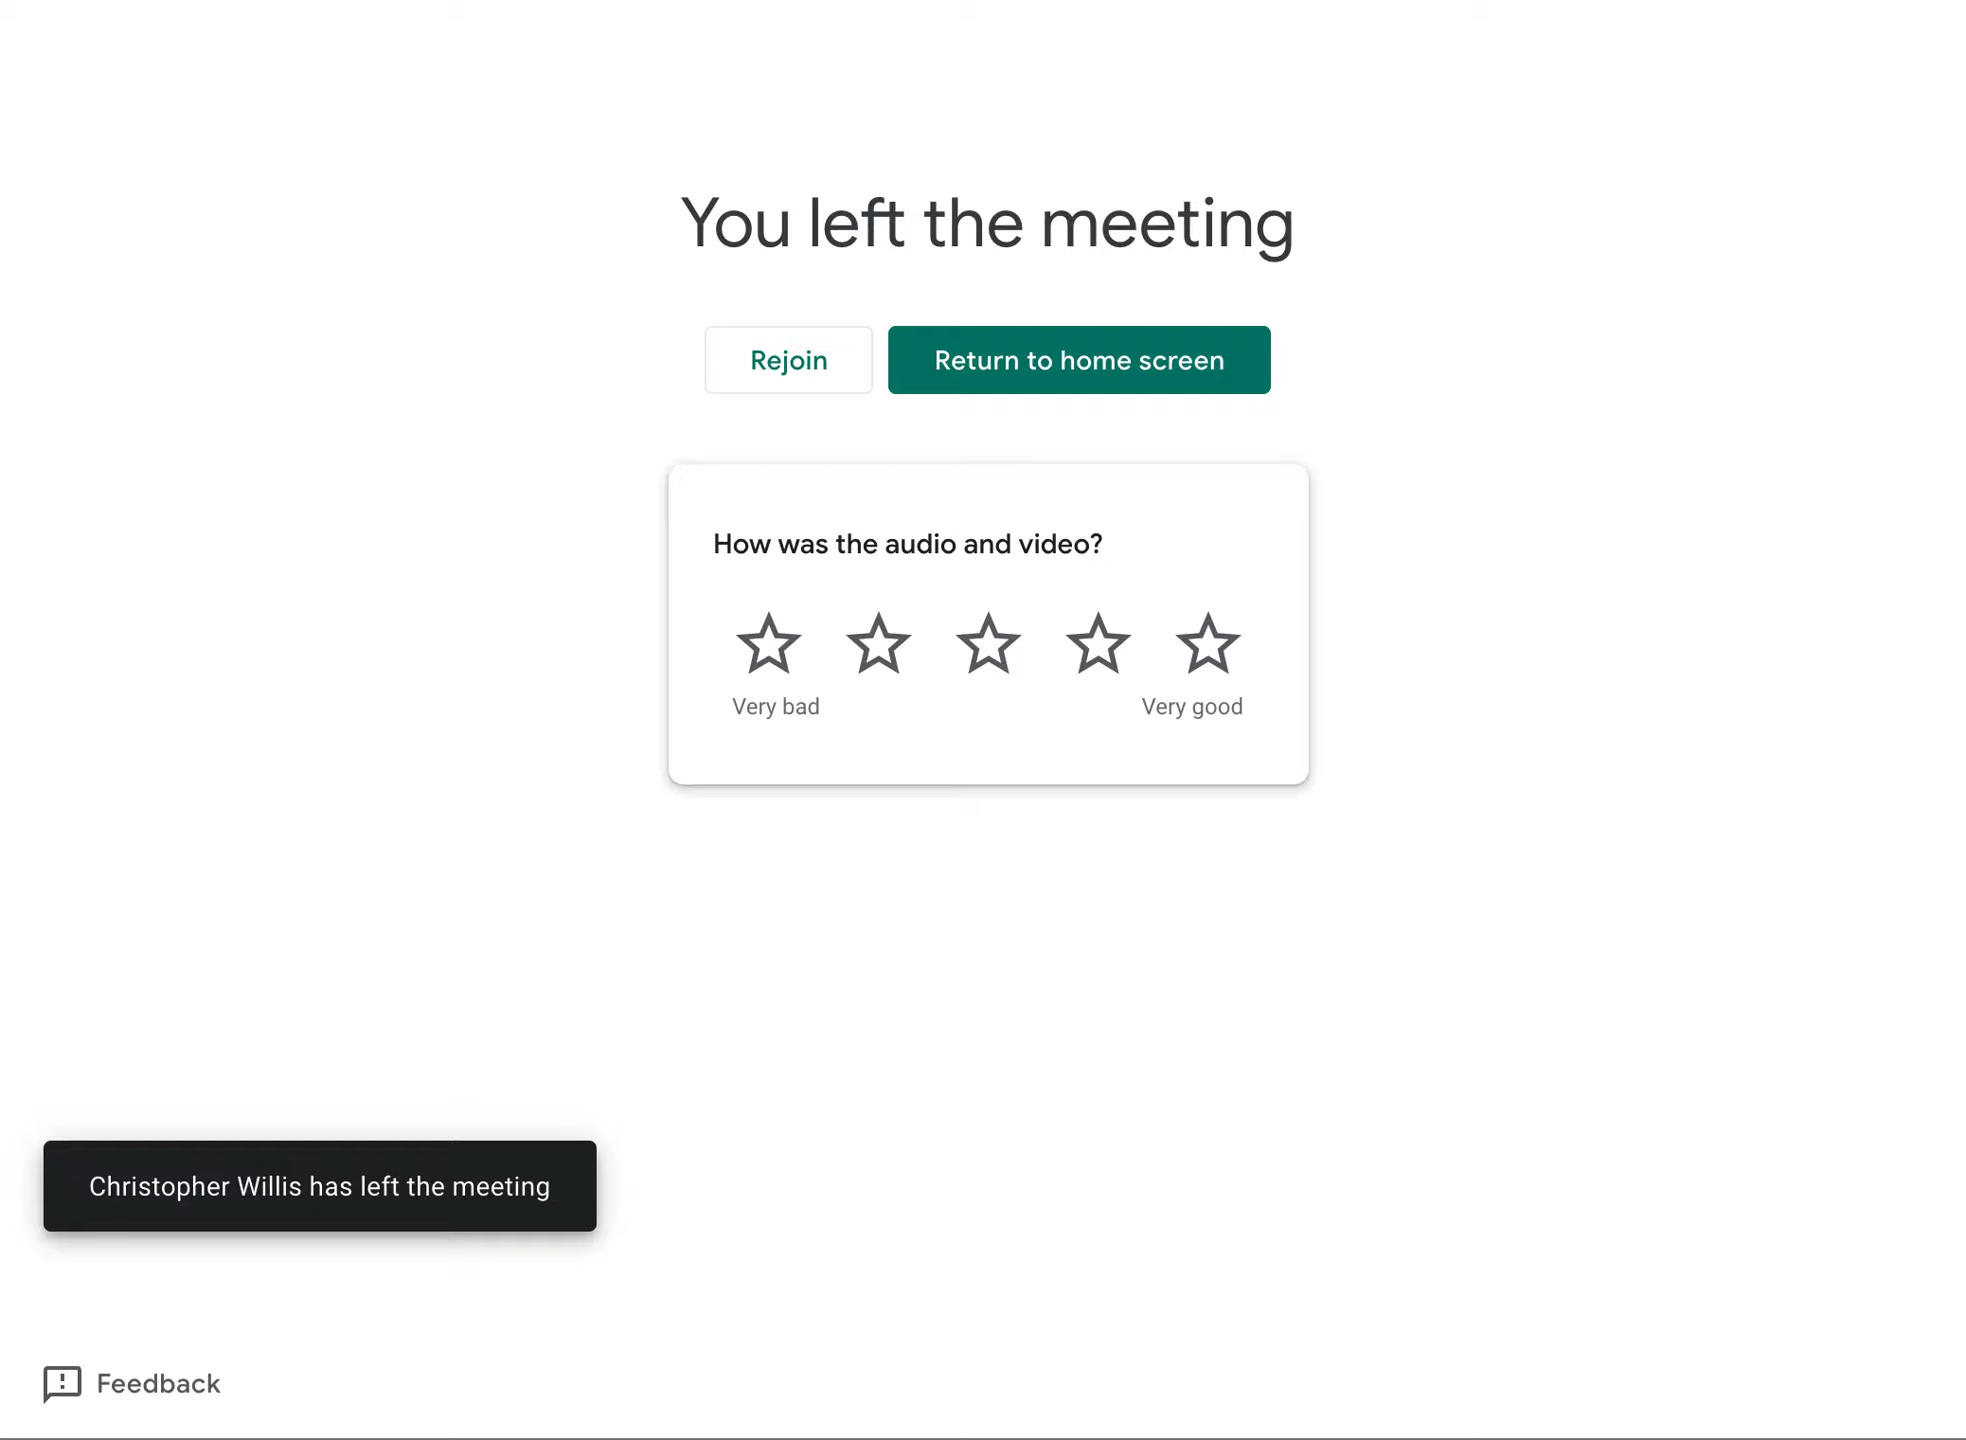 You left the meeting
Rejoin
Return to home screen
How was the audio and video?
Very bad
Very good
Christopher Willis has left the meeting
Feedback